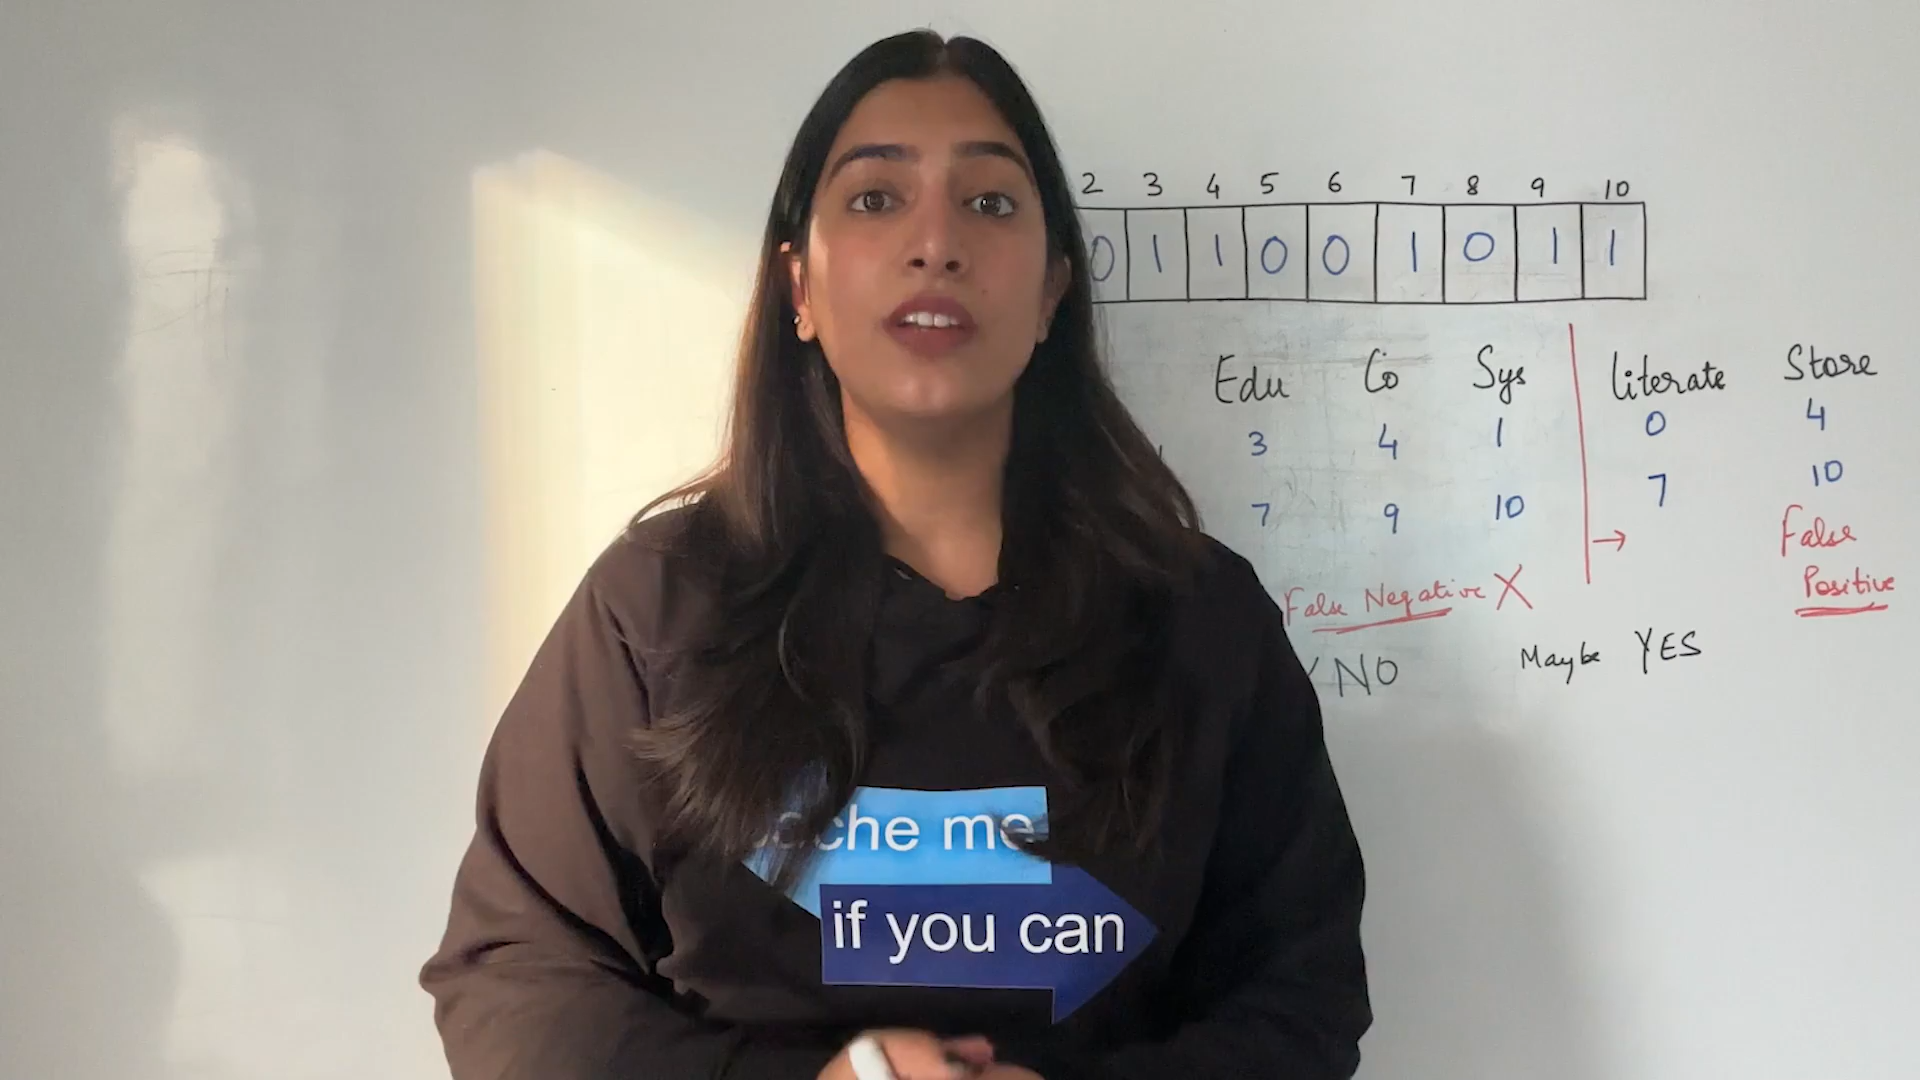 2 3 4 5 6 7 8 9 10
0 1 1 0 0 1 0 1 1
Edu Co Sys literate Store
3 4 1 0 4
7 9 10 7 10
→ False
Positive
False Negative X
NO Maybe YES
che me
if you can